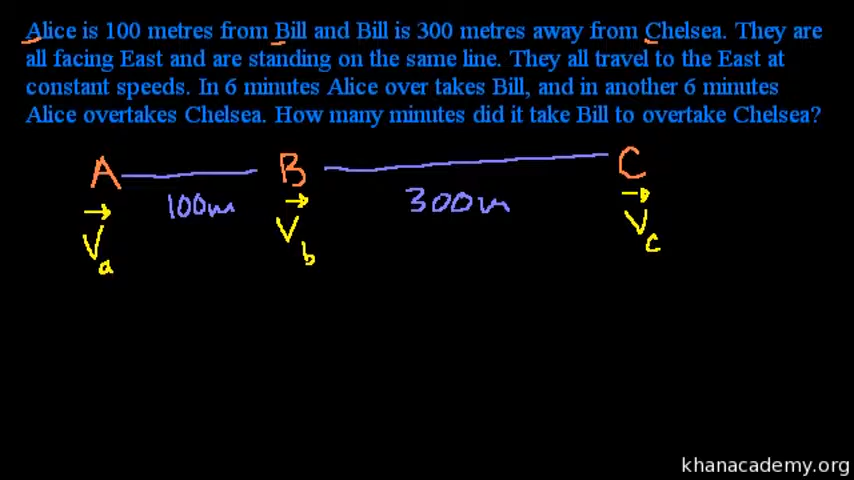 Alice is 100 metres from Bill and Bill is 300 metres away from Chelsea. They are
all facing East and are standing on the same line. They all travel to the East at
constant speeds. In 6 minutes Alice over takes Bill, and in another 6 minutes
Alice overtakes Chelsea. How many minutes did it take Bill to overtake Chelsea?
A B C
100m 300m
Va Vb Vc
khanacademy.org